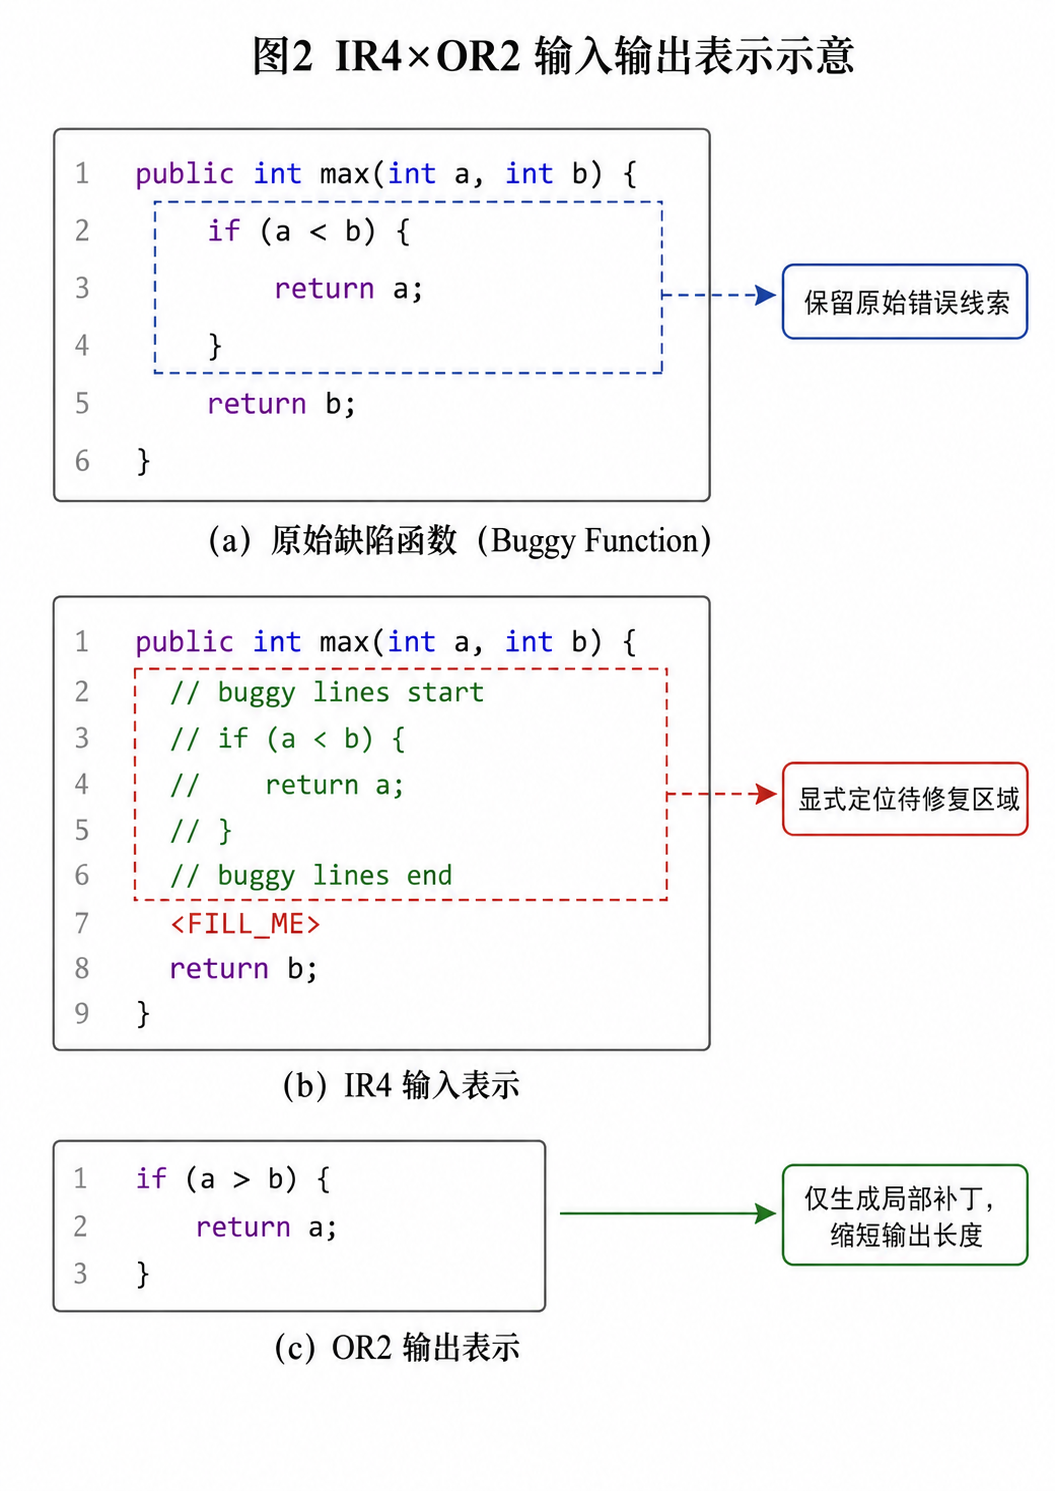 图2 IR4×OR2 输入输出表示示意
1 public int max(int a, int b) {
2 if (a < b) {
3 return a;
4 }
5 return b;
6 }
保留原始错误线索
(a) 原始缺陷函数（Buggy Function）
1 public int max(int a, int b) {
2 // buggy lines start
3 // if (a < b) {
4 //    return a;
5 // }
6 // buggy lines end
7 <FILL_ME>
8 return b;
9 }
显式定位待修复区域
(b) IR4 输入表示
1 if (a > b) {
2 return a;
3 }
仅生成局部补丁，
缩短输出长度
(c) OR2 输出表示